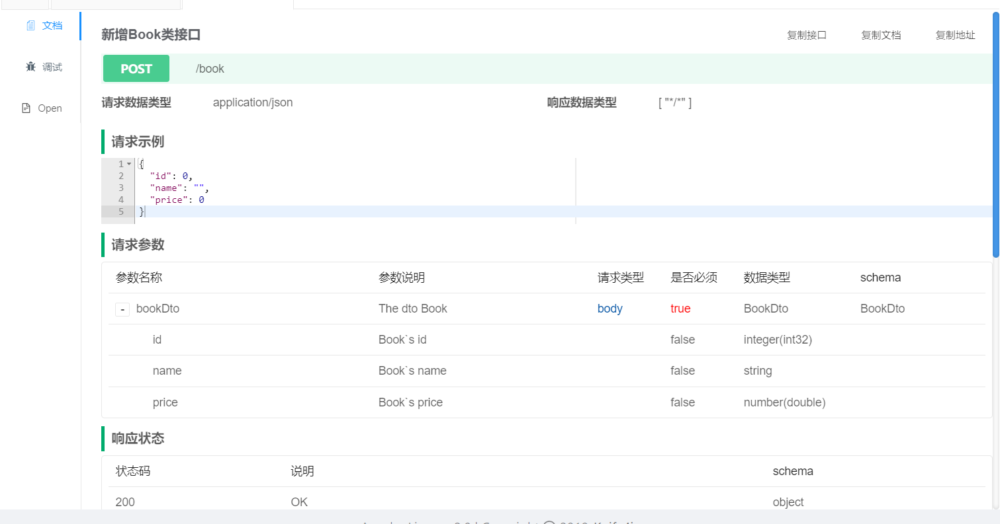 文档
调试
Open
新增Book类接口 复制接口 复制文档 复制地址
POST /book
请求数据类型 application/json 响应数据类型 [ "*/*" ]
请求示例
1 {
2 "id": 0,
3 "name": "",
4 "price": 0
5 }
请求参数
参数名称 参数说明 请求类型 是否必须 数据类型 schema
- bookDto The dto Book body true BookDto BookDto
id Book`s id false integer(int32)
name Book`s name false string
price Book`s price false number(double)
响应状态
状态码 说明 schema
200 OK object